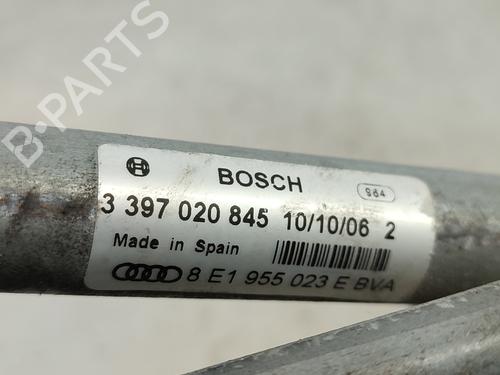 B-PARTS
BOSCH
964
3 397 020 845 10/10/06 2
Made in Spain
8 E1 955 023 E BVA